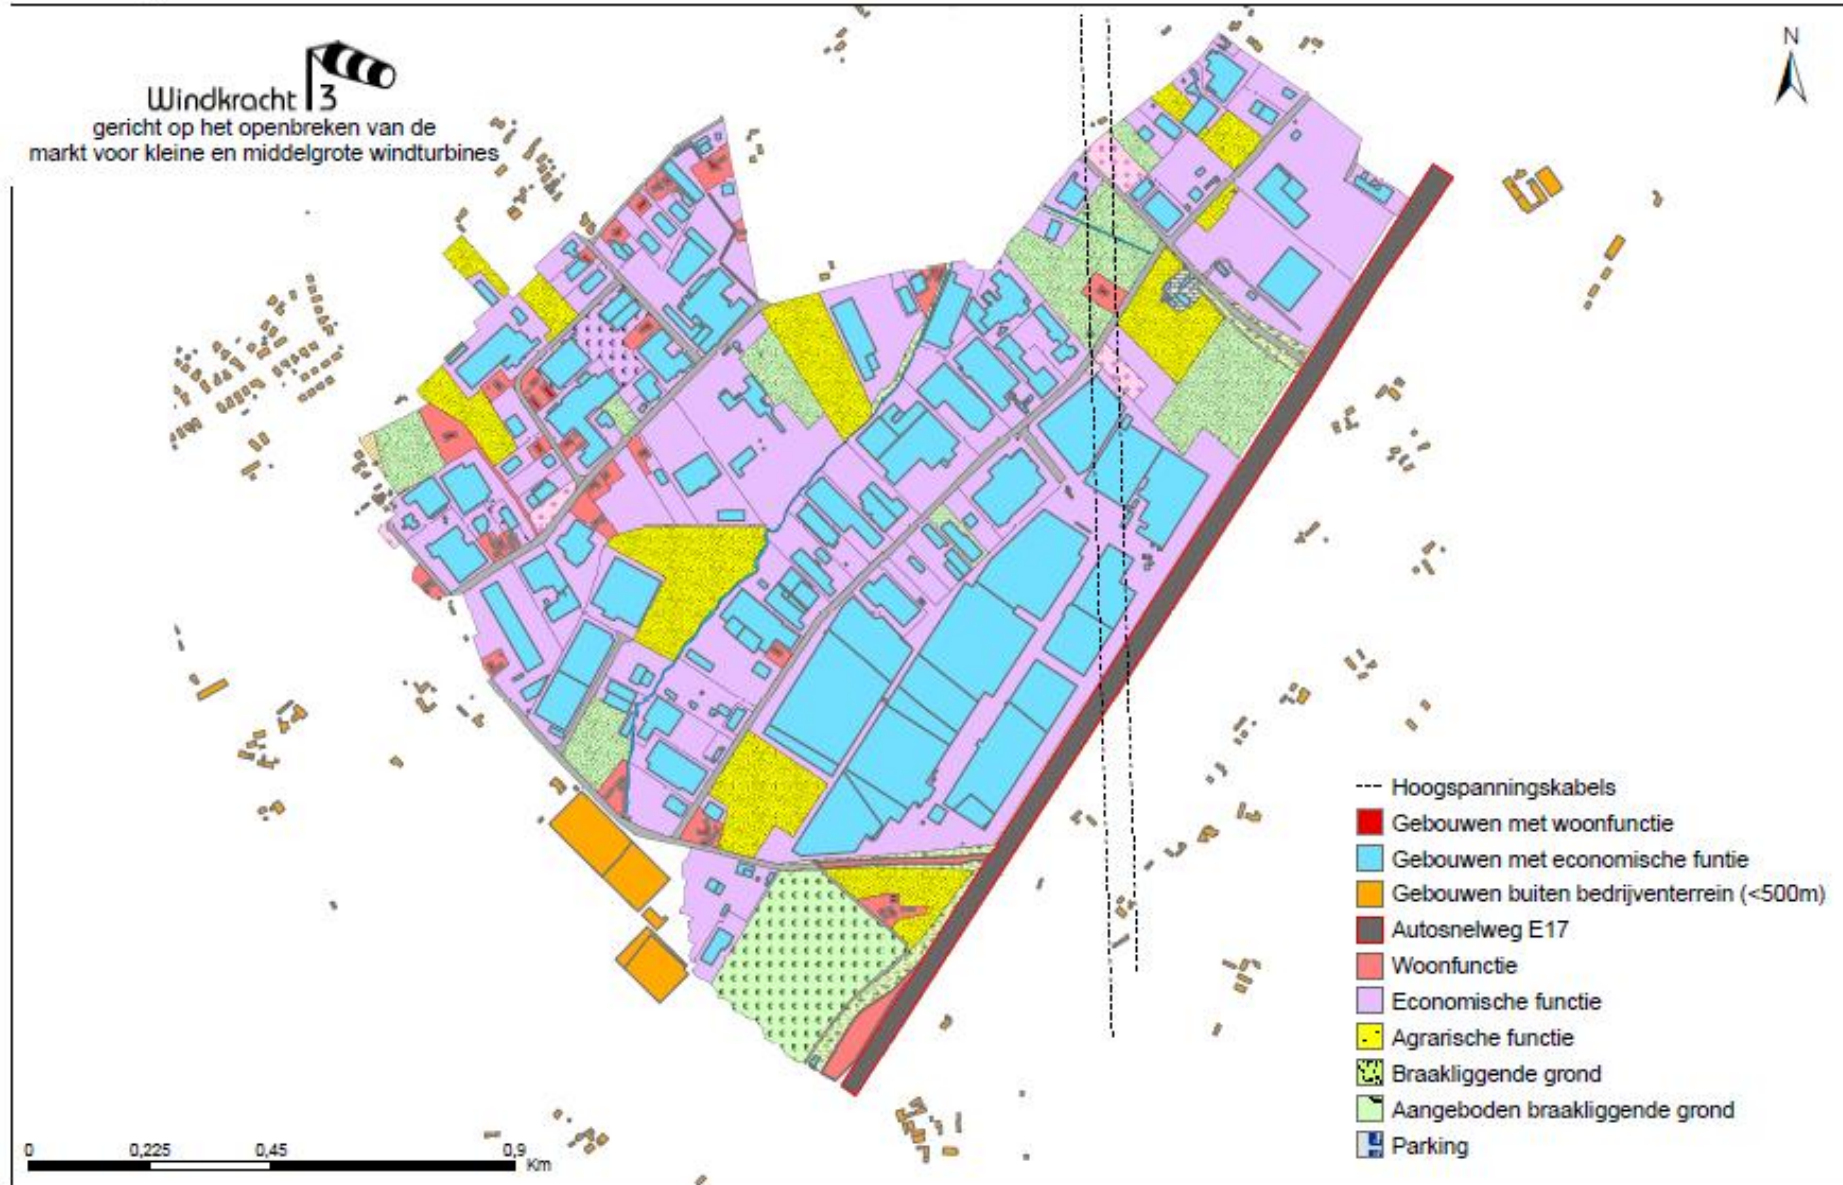 N
Windkracht 3
gericht op het openbreken van de
markt voor kleine en middelgrote windturbines
Hoogspanningskabels
Gebouwen met woonfunctie
Gebouwen met economische funtie
Gebouwen buiten bedrijventerrein (<500m)
Autosnelweg E17
Woonfunctie
Economische functie
Agrarische functie
Braakliggende grond
Aangeboden braakliggende grond
Parking
0 0,225 0,45 0,9
Km